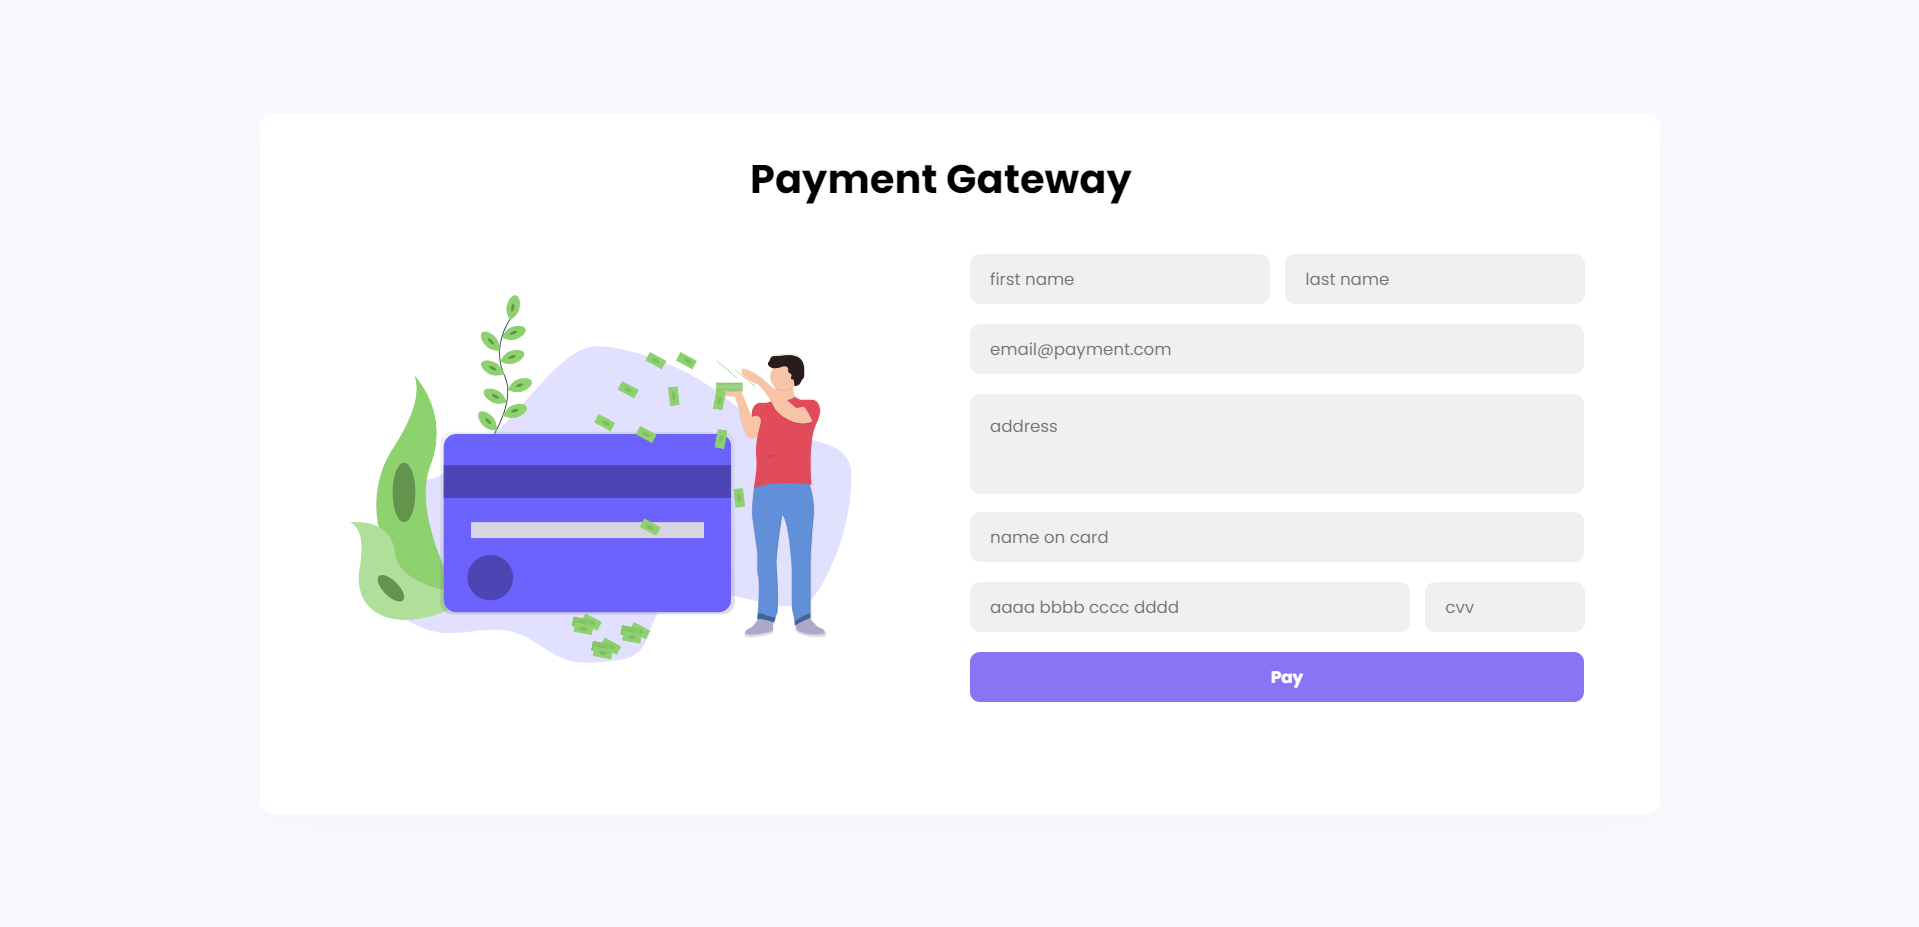 Payment Gateway
first name
last name
email@payment.com
address
name on card
aaaa bbbb cccc dddd
cvv
Pay